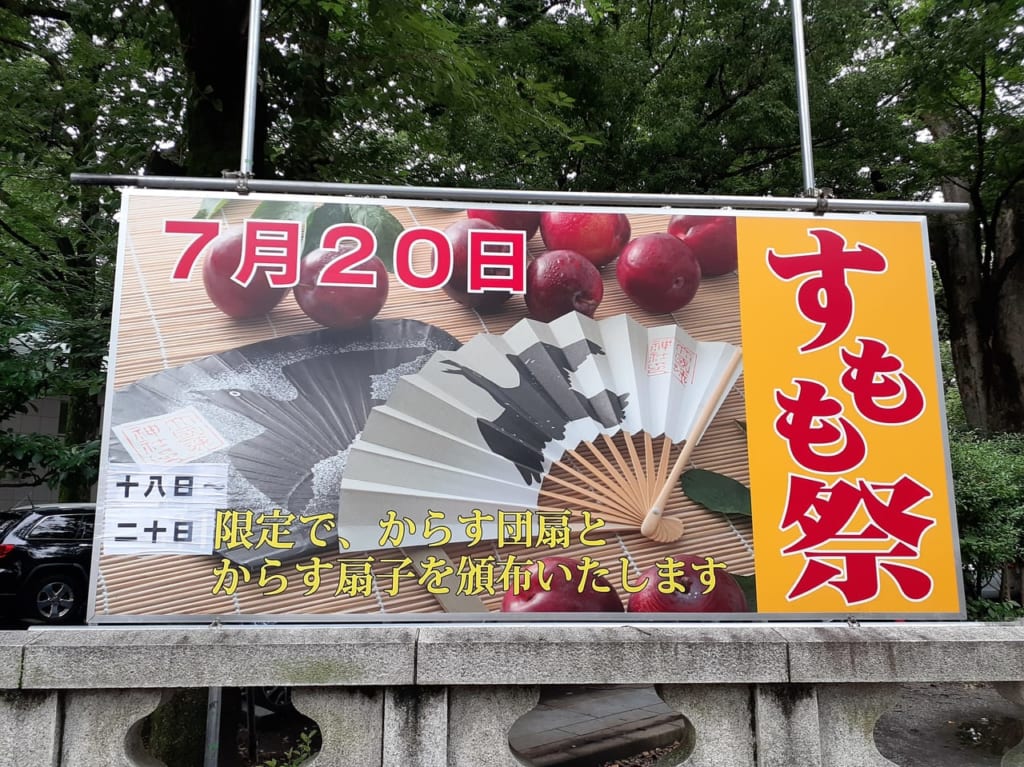 7月20日
すもも祭
十八日～
二十日
限定で、からす団扇と
からす扇子を頒布いたします